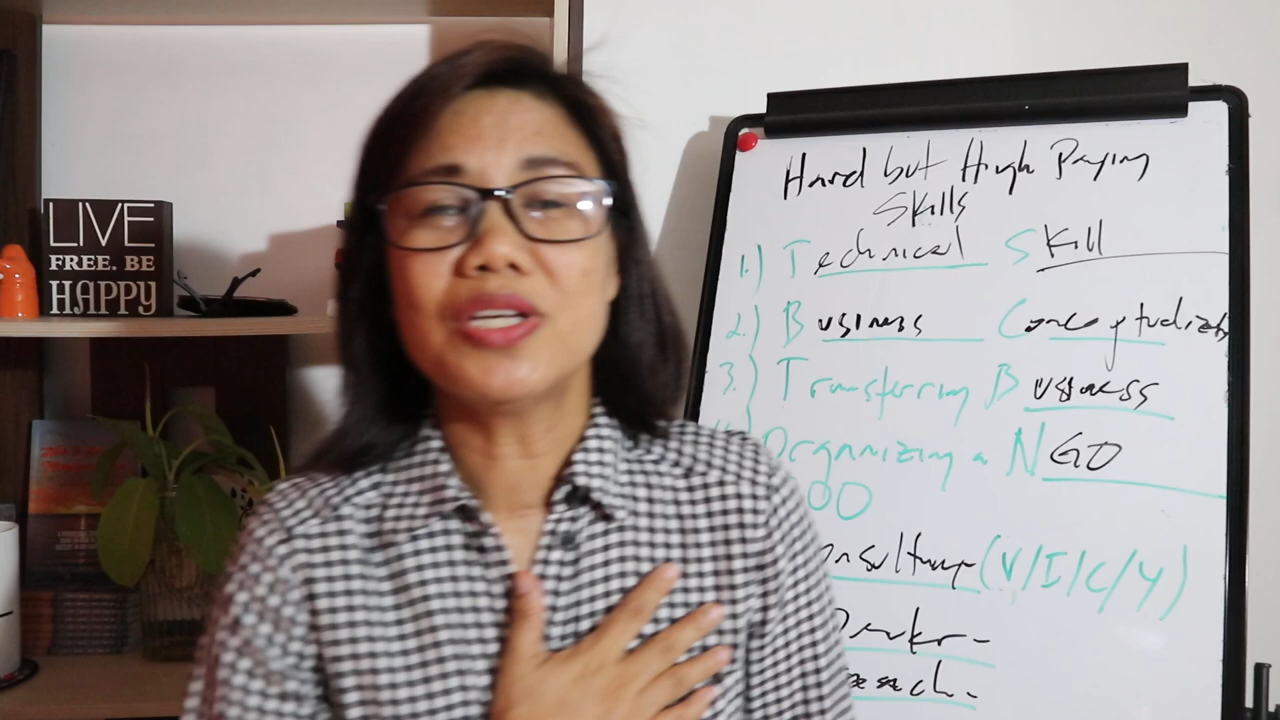 LIVE
FREE. BE
HAPPY
Hard but High Paying
Skills
1.) Technical Skill
2.) Business
3.) Transferring Business
Organizing a NGO
OO
onsulting (V/I/C/Y)